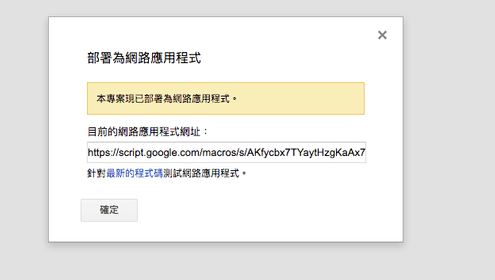 部署為網路應用程式
本專案現已部署為網路應用程式。
目前的網路應用程式網址：
https://script.google.com/macros/s/AKfycbx7TYaytHzgKaAx7
針對最新的程式碼測試網路應用程式。
確定